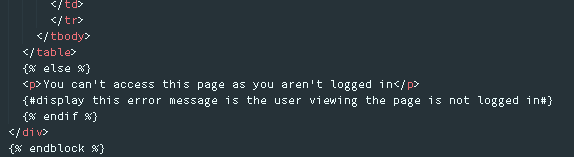 </td>
</tr>
</tbody>
</table>
{% else %}
<p>You can't access this page as you aren't logged in</p>
{#display this error message is the user viewing the page is not logged in#}
{% endif %}
</div>
{% endblock %}